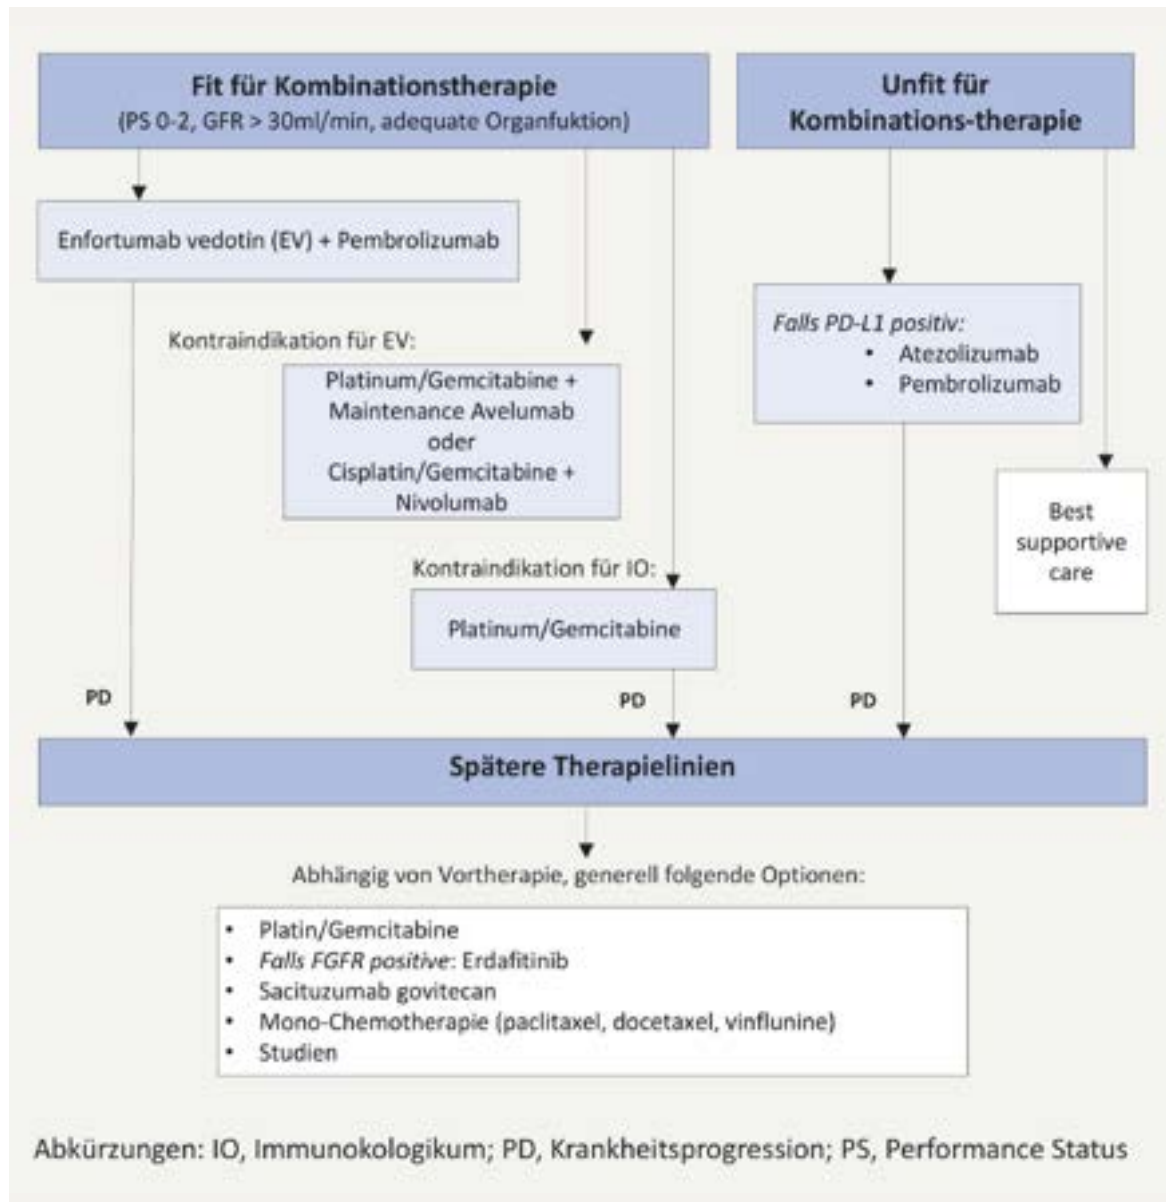 Fit für Kombinationstherapie
(PS 0-2, GFR > 30ml/min, adequate Organfuktion)
Unfit für
Kombinations-therapie
Enfortumab vedotin (EV) + Pembrolizumab
Kontraindikation für EV:
Platinum/Gemcitabine +
Maintenance Avelumab
oder
Cisplatin/Gemcitabine +
Nivolumab
Kontraindikation für IO:
Platinum/Gemcitabine
Falls PD-L1 positiv:
• Atezolizumab
• Pembrolizumab
Best
supportive
care
PD
PD
PD
Spätere Therapielinien
Abhängig von Vortherapie, generell folgende Optionen:
• Platin/Gemcitabine
• Falls FGFR positive: Erdafitinib
• Sacituzumab govitecan
• Mono-Chemotherapie (paclitaxel, docetaxel, vinflunine)
• Studien
Abkürzungen: IO, Immunokologikum; PD, Krankheitsprogression; PS, Performance Status